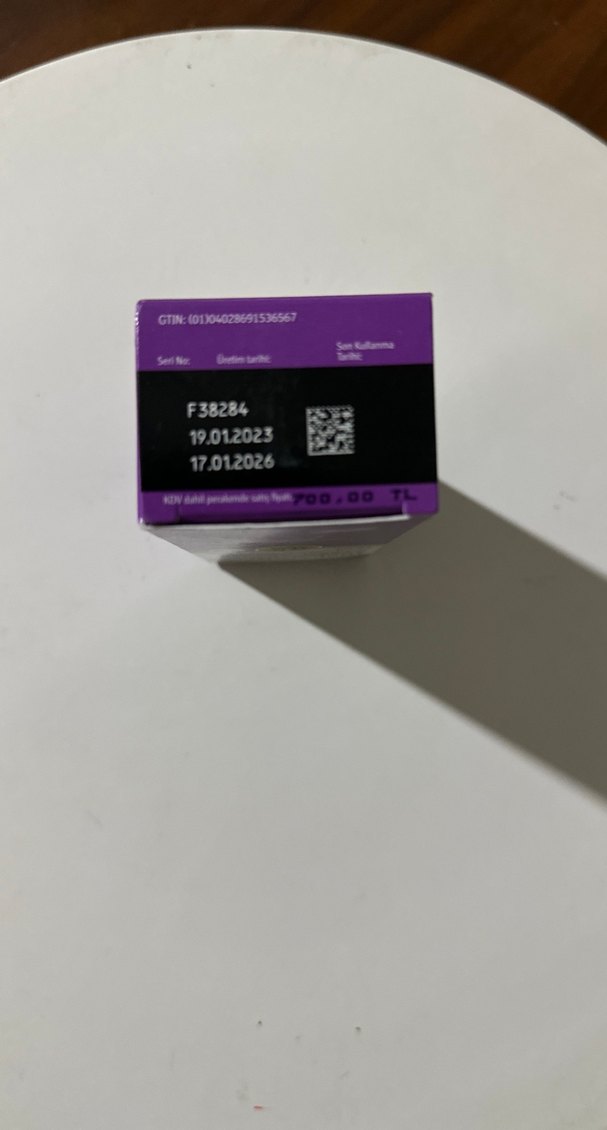 GTIN: (01)04028691536567
Seri No: Üretim tarihi: Son Kullanma
Tarihi:
F38284
19.01.2023
17.01.2026
KDV dahil perakende satış fiyatı: 700.00 TL